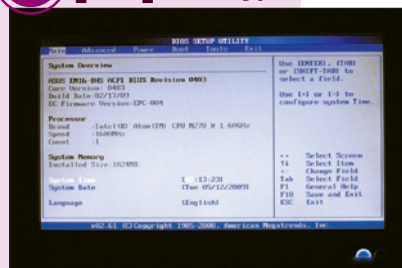 BIOS SETUP UTILITY
Main Advanced Power Boot Tools Exit
System Overview
ASUS ACPI BIOS Revision 0403
Core Version: 0403
Build Date:02/17/09
EC Firmware Version:EPC-004
Processor
Brand :Intel(R) Atom(TM) CPU N270 @ 1.60GHz
Speed :1600MHz
Count :1
System Memory
Installed Size:1024MB
System Time :13:23]
System Date [Tue 05/12/2009]
Language [English]
Use [ENTER], [TAB]
or [SHIFT-TAB] to
select a field.
Use [+] or [-] to
configure system Time.
Select Screen
↑↓ Select Item
+- Change Field
Tab Select Field
F1 General Help
F10 Save and Exit
ESC Exit
v02.61 (C)Copyright 1985-2008, American Megatrends, Inc.